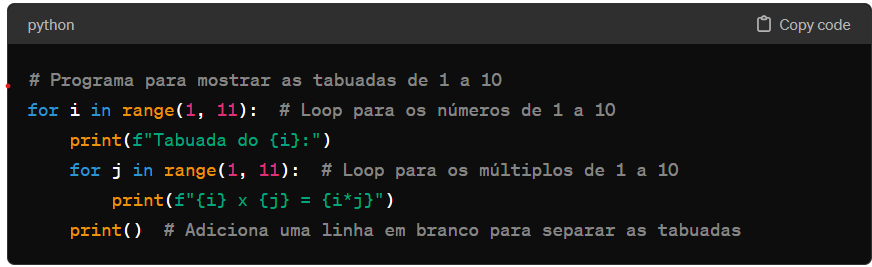 python
Copy code
# Programa para mostrar as tabuadas de 1 a 10
for i in range(1, 11):  # Loop para os números de 1 a 10
    print(f"Tabuada do {i}:")
    for j in range(1, 11):  # Loop para os múltiplos de 1 a 10
        print(f"{i} x {j} = {i*j}")
    print()  # Adiciona uma linha em branco para separar as tabuadas